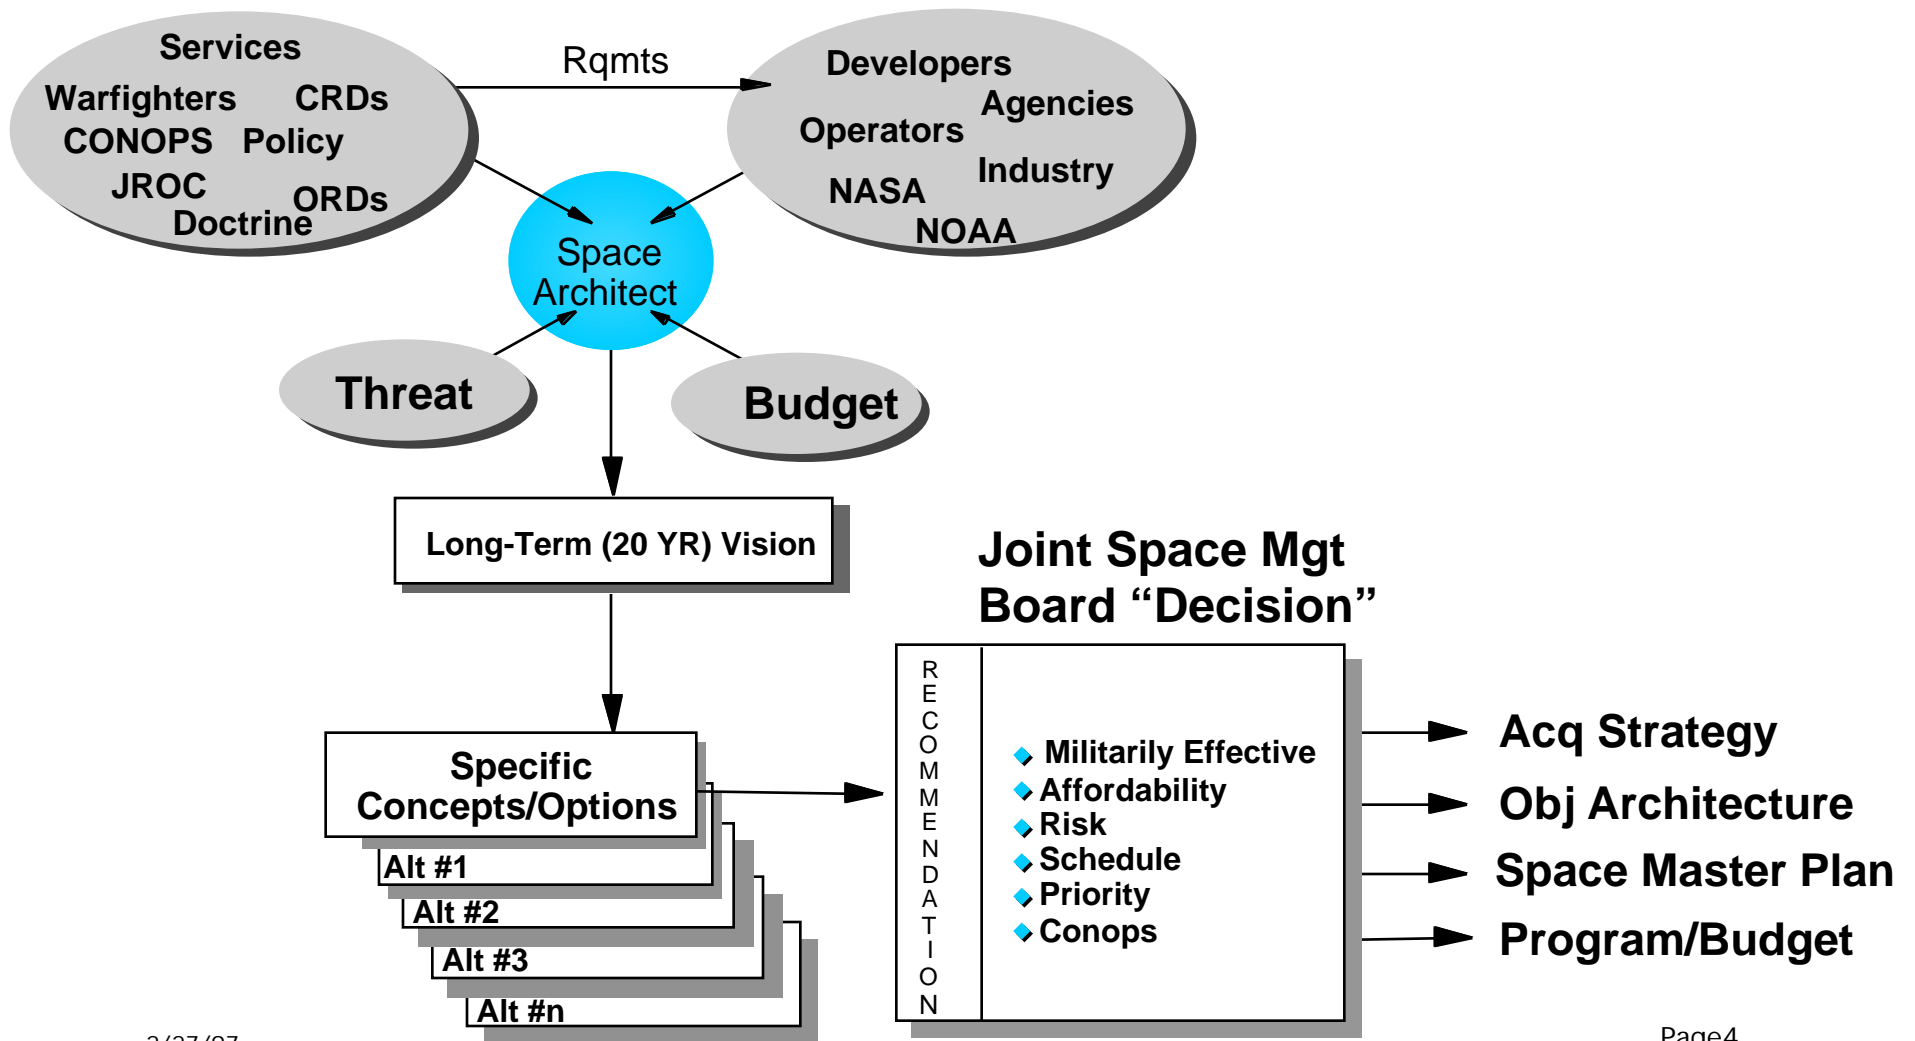 Services
Warfighters CRDs
CONOPS Policy
JROC ORDs
Doctrine
Rqmts
Developers
Agencies
Operators
Industry
NASA
NOAA
Space
Architect
Threat
Budget
Long-Term (20 YR) Vision
Joint Space Mgt
Board “Decision”
Specific
Concepts/Options
Alt #1
Alt #2
Alt #3
Alt #n
RECOMMENDATION
Militarily Effective
Affordability
Risk
Schedule
Priority
Conops
Acq Strategy
Obj Architecture
Space Master Plan
Program/Budget
Page4